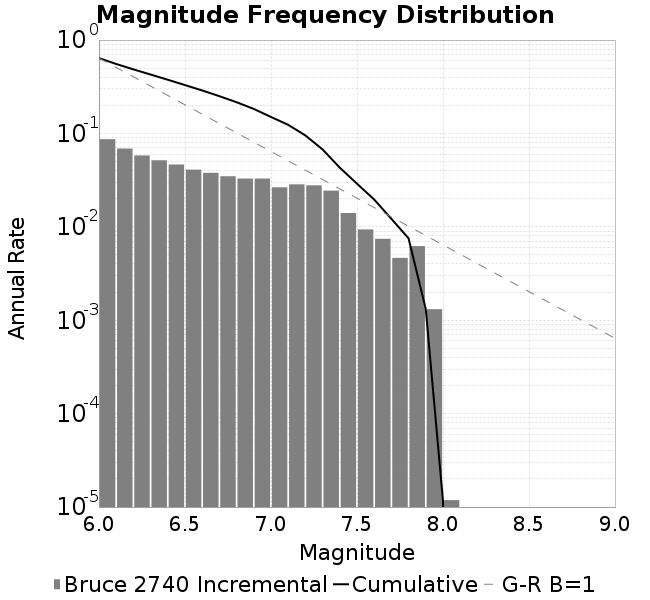 Magnitude Frequency Distribution
Annual Rate
10^0
10^-1
10^-2
10^-3
10^-4
10^-5
6.0 6.5 7.0 7.5 8.0 8.5 9.0
Magnitude
Bruce 2740 Incremental Cumulative G-R B=1